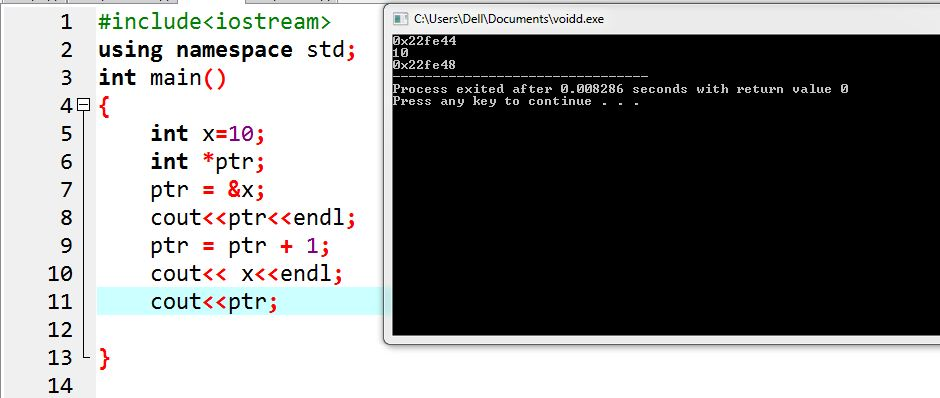 1 #include<iostream>
2 using namespace std;
3 int main()
4 {
5 int x=10;
6 int *ptr;
7 ptr = &x;
8 cout<<ptr<<endl;
9 ptr = ptr + 1;
10 cout<< x<<endl;
11 cout<<ptr;
12
13 }
14
C:\Users\Dell\Documents\voidd.exe
0x22fe44
10
0x22fe48
--------------------------------
Process exited after 0.008286 seconds with return value 0
Press any key to continue . . .